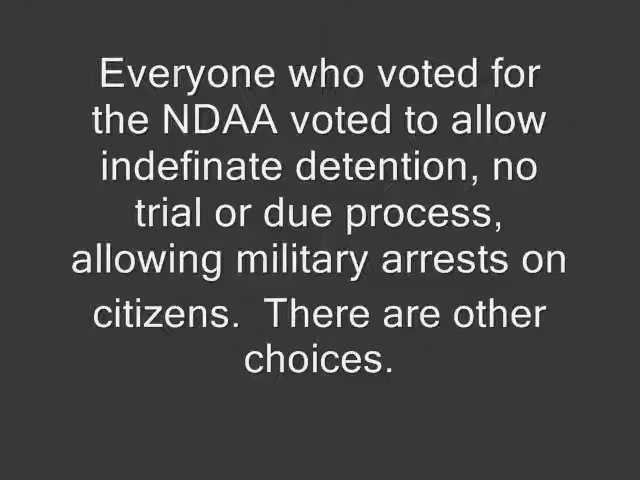 Everyone who voted for
the NDAA voted to allow
indefinate detention, no
trial or due process,
allowing military arrests on
citizens.  There are other
choices.